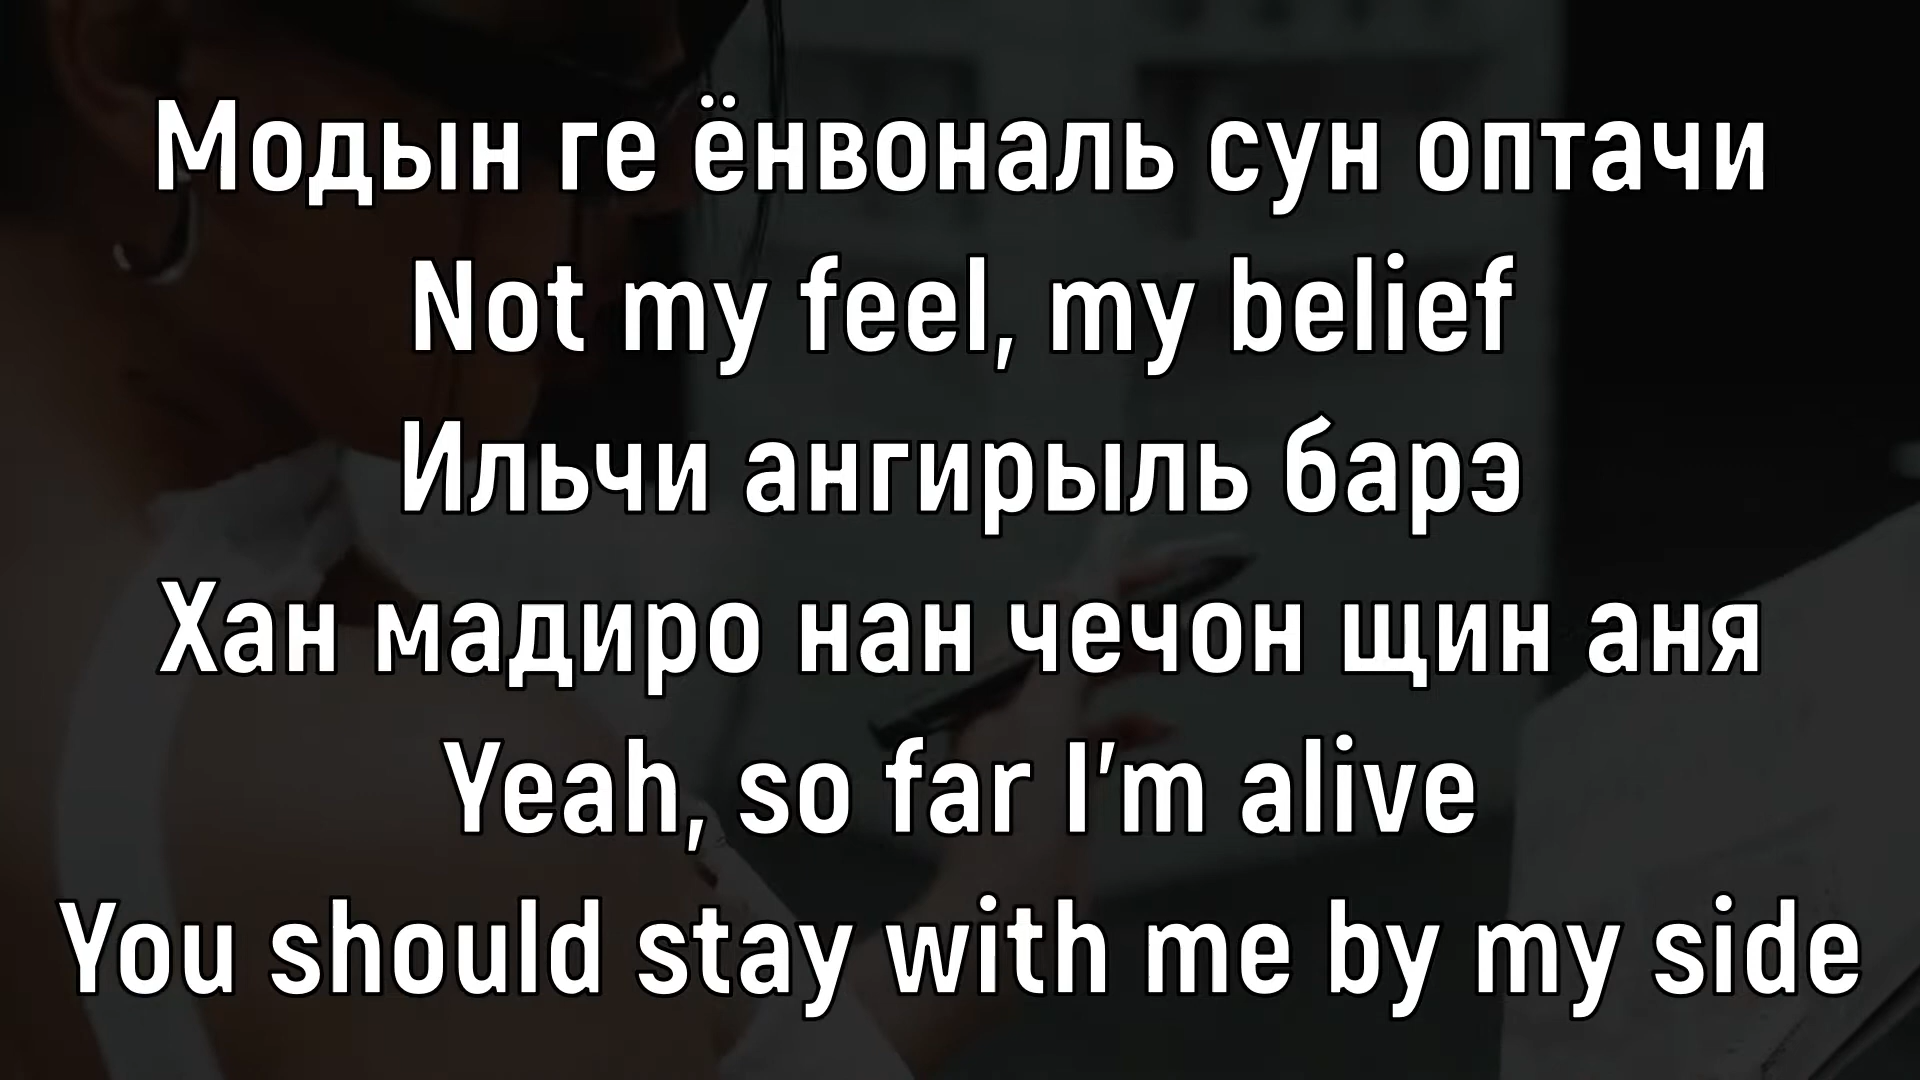 Модын ге ёнвональ сун оптачи
Not my feel, my belief
Ильчи ангирыль барэ
Хан мадиро нан чечон щин аня
Yeah, so far I'm alive
You should stay with me by my side